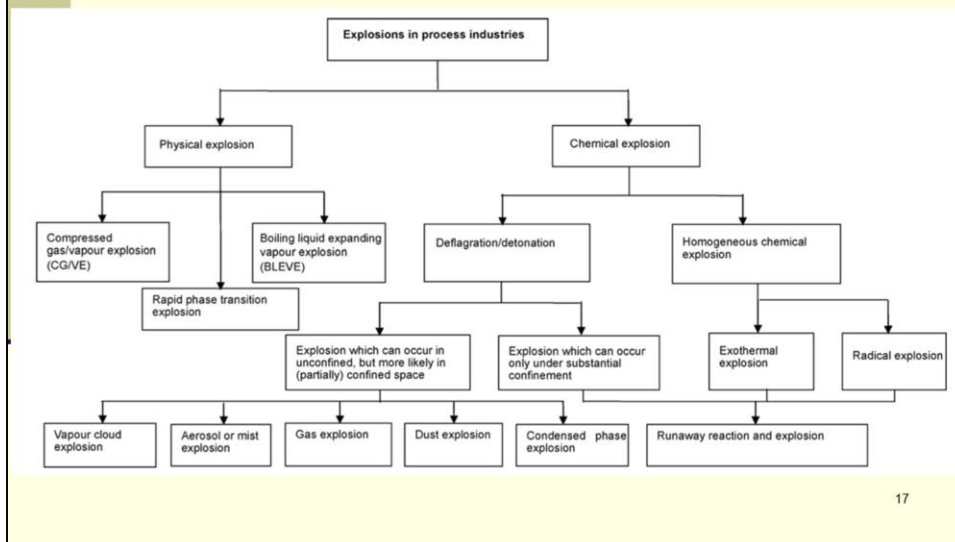 Explosions in process industries
Physical explosion
Chemical explosion
Compressed
gas/vapour explosion
(CG/VE)
Boiling liquid expanding
vapour explosion
(BLEVE)
Deflagration/detonation
Homogeneous chemical
explosion
Rapid phase transition
explosion
Explosion which can occur in
unconfined, but more likely in
(partially) confined space
Explosion which can occur
only under substantial
confinement
Exothermal
explosion
Radical explosion
Vapour cloud
explosion
Aerosol or mist
explosion
Gas explosion
Dust explosion
Condensed phase
explosion
Runaway reaction and explosion
17